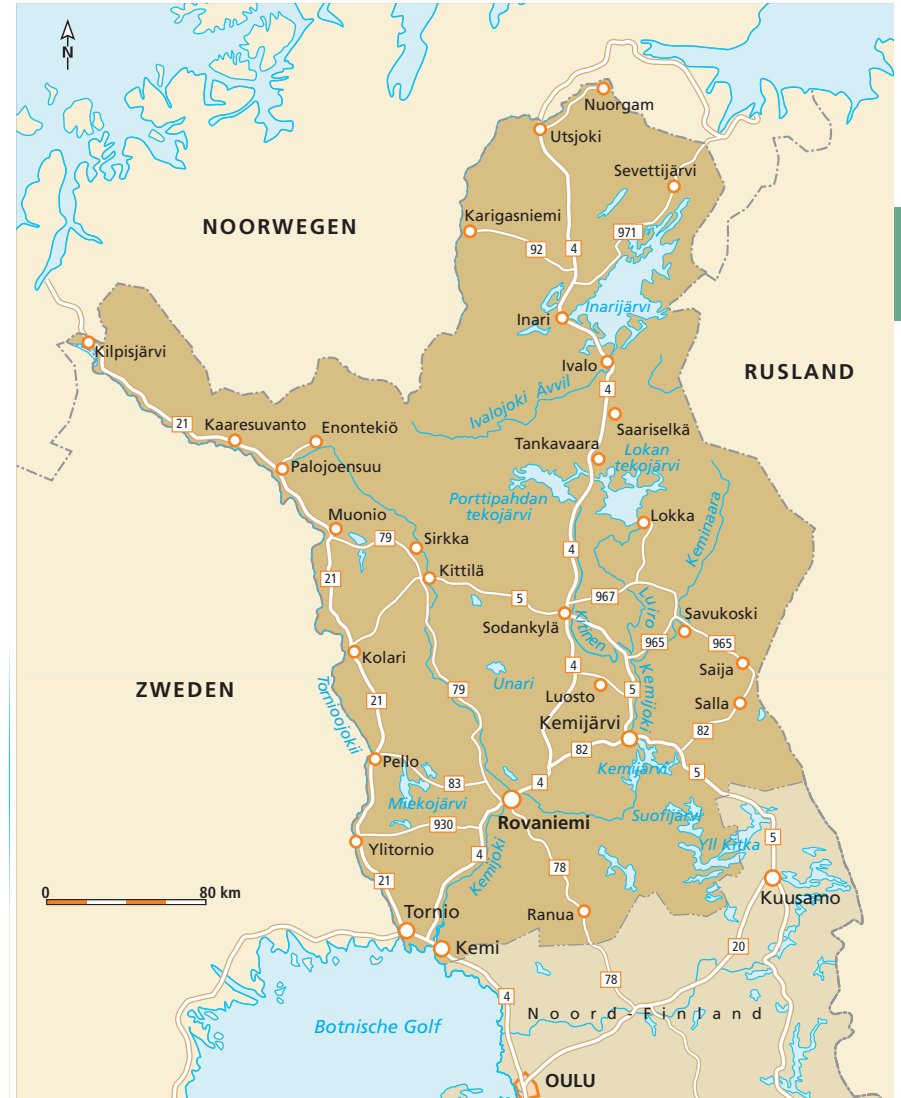 N
Nuorgam
Utsjoki
Sevettijärvi
NOORWEGEN
Karigasniemi
971
92
4
Inarijärvi
Inari
Kilpisjärvi
Ivalo
RUSLAND
4
Ivalojoki Âvvil
21
Kaaresuvanto
Enontekiö
Saariselkä
Tankavaara
Lokan
tekojärvi
Palojoensuu
Porttipahdan
tekojärvi
Muonio
Lokka
Keminaara
79
Sirkka
4
21
Kittilä
5
967
Luiro
Savukoski
Sodankylä
Kitinen
965
965
Kolari
4
Saija
ZWEDEN
Unari
79
Luosto
5
Kemijoki
Salla
21
Tornioojokii
Kemijärvi
82
82
Pello
Kemijärvi
5
83
4
Miekojärvi
Rovaniemi
Suofijärvi
930
5
Yll Kitka
Ylitornio
4
Kemijoki
78
21
0
80 km
Kuusamo
Tornio
Ranua
Kemi
20
78
4
Noord-Finland
Botnische Golf
OULU